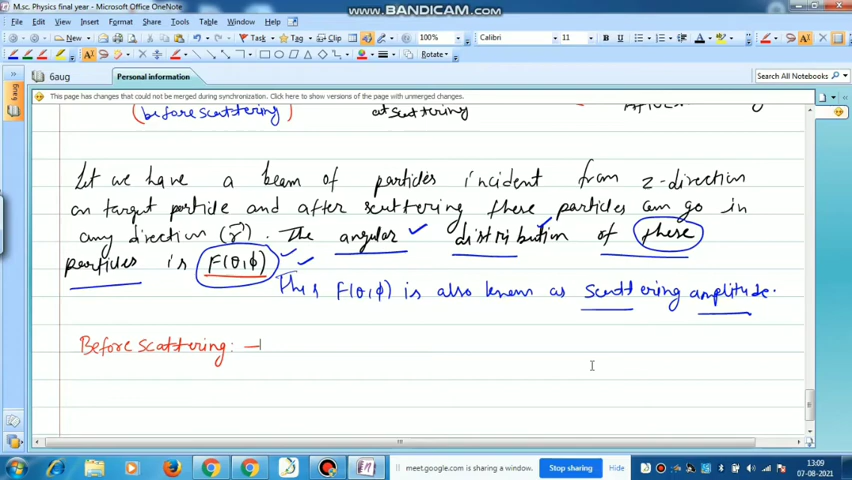 www.BANDICAM.com
M.sc. Physics final year - Microsoft OneNote
File Edit View Insert Format Share Tools Table Window Help
Back Task Tag Clip 100% Calibri 11 B U
Rotate
6aug Personal information Search All Notebooks
This page has changes that could not be merged during synchronization. Click here to show versions of the page with unmerged changes.
(before scattering) at scattering
Let we have a beam of particles incident from z-direction
on target particle and after scattering these particles can go in
any direction (r⃗). The angular distribution of these
particles is F(θ,ϕ)
This F(θ,ϕ) is also known as scattering amplitude.
Before scattering: -
meet.google.com is sharing a window. Stop sharing Hide
13:09
07-08-2021